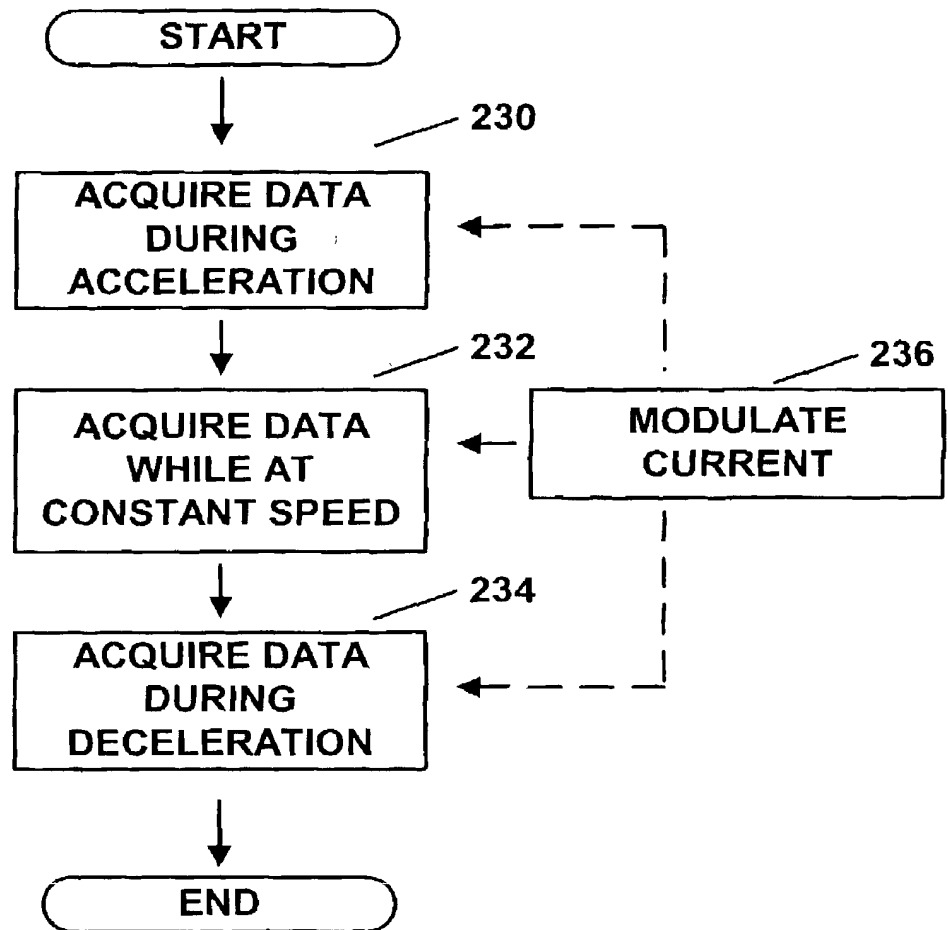 START
230
ACQUIRE DATA
DURING
ACCELERATION
232
236
ACQUIRE DATA
WHILE AT
CONSTANT SPEED
MODULATE
CURRENT
234
ACQUIRE DATA
DURING
DECELERATION
END